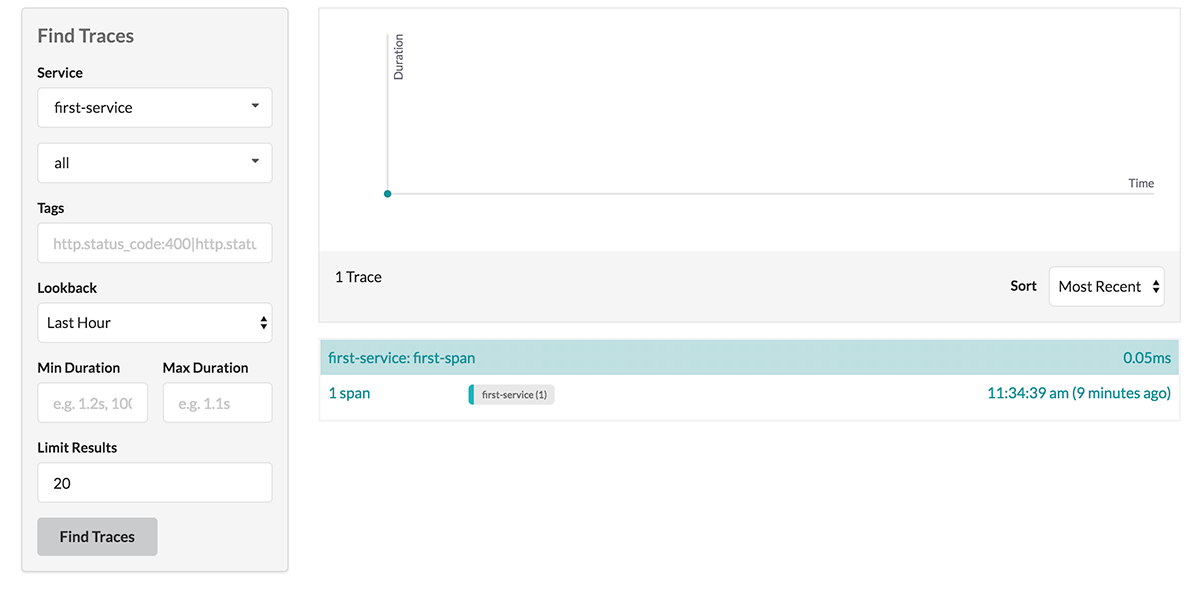 Find Traces
Service
first-service
all
Tags
http.status_code:400|http.statu
Lookback
Last Hour
Min Duration Max Duration
e.g. 1.2s, 100 e.g. 1.1s
Limit Results
20
Find Traces
Duration
Time
1 Trace
Sort Most Recent
first-service: first-span 0.05ms
1 span first-service (1) 11:34:39 am (9 minutes ago)